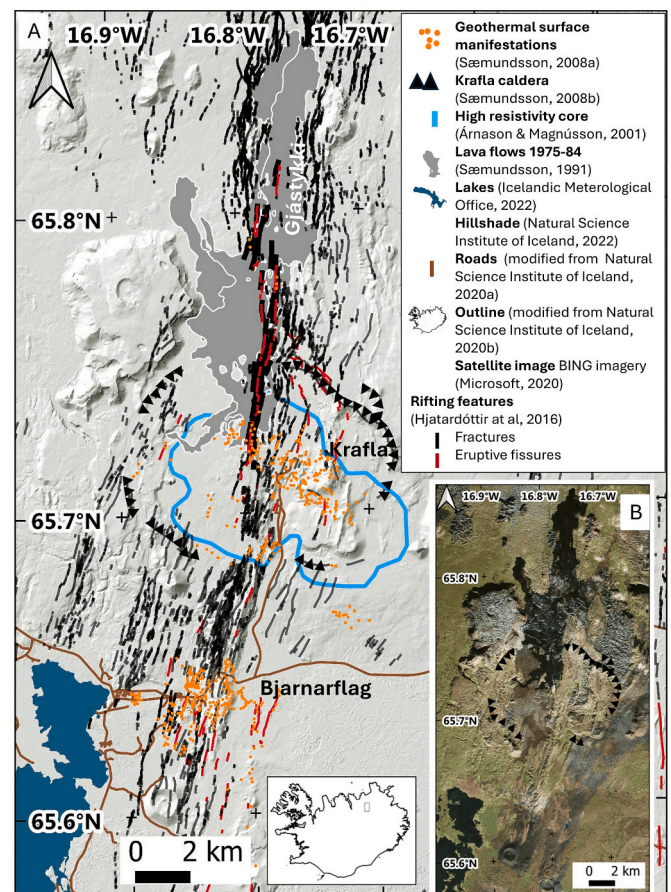 A
16.9°W 16.8°W 16.7°W
65.8°N
65.7°N
65.6°N
Gjástykki
Krafla
Bjarnarflag
0 2 km
Geothermal surface
manifestations
(Sæmundsson, 2008a)
Krafla caldera
(Sæmundsson, 2008b)
High resistivity core
(Árnason & Magnússon, 2001)
Lava flows 1975-84
(Sæmundsson, 1991)
Lakes (Icelandic Meterological
Office, 2022)
Hillshade (Natural Science
Institute of Iceland, 2022)
Roads (modified from Natural
Science Institute of Iceland,
2020a)
Outline (modified from Natural
Science Institute of Iceland,
2020b)
Satellite image BING imagery
(Microsoft, 2020)
Rifting features
(Hjatardóttir at al, 2016)
Fractures
Eruptive fissures
B
16.9°W 16.8°W 16.7°W
65.8°N
65.7°N
65.6°N
0 2 km